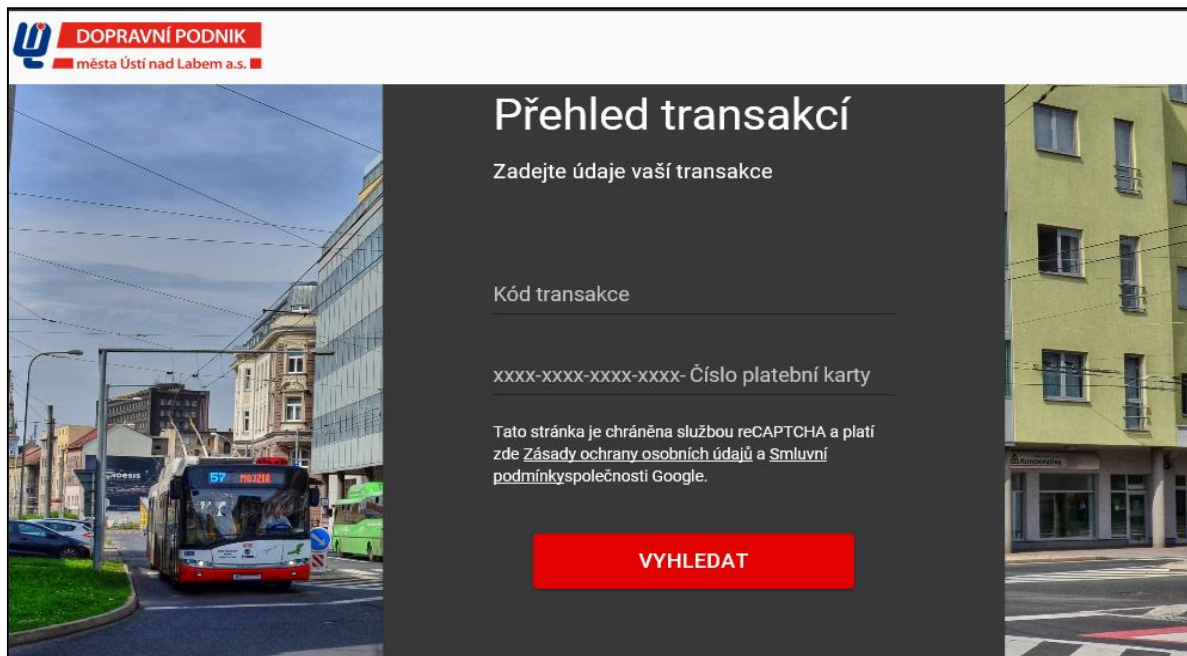 DOPRAVNÍ PODNIK
města Ústí nad Labem a.s.
Přehled transakcí
Zadejte údaje vaší transakce
Kód transakce
xxxx-xxxx-xxxx-xxxx- Číslo platební karty
Tato stránka je chráněna službou reCAPTCHA a platí
zde Zásady ochrany osobních údajů a Smluvní
podmínkyspolečnosti Google.
VYHLEDAT
57 MOJZIR
Kooperativa